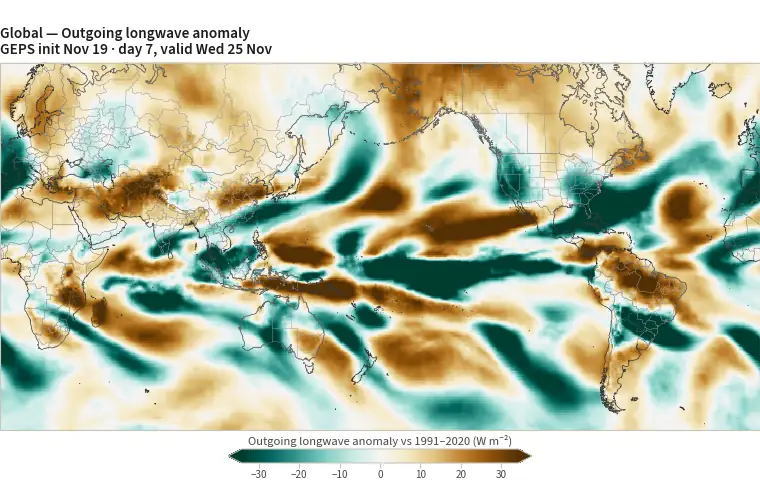 Global — Outgoing longwave anomaly
GEPS init Nov 19 · day 7, valid Wed 25 Nov
Outgoing longwave anomaly vs 1991–2020 (W m⁻²)
−30 −20 −10 0 10 20 30